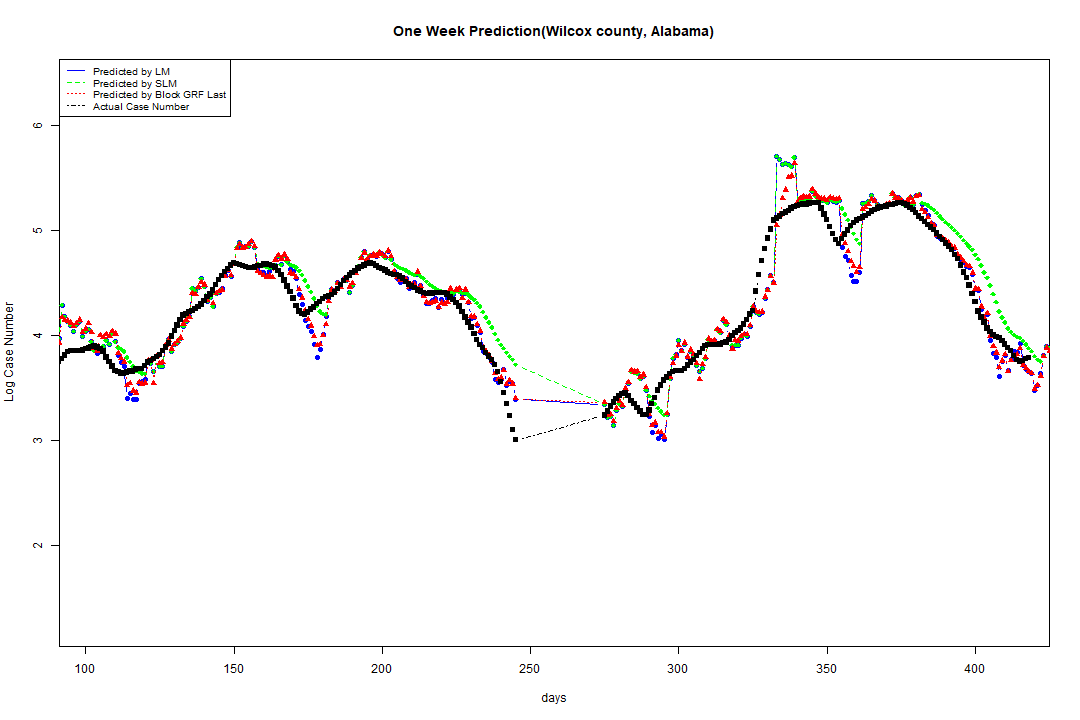 One Week Prediction(Wilcox county, Alabama)
Predicted by LM
Predicted by SLM
Predicted by Block GRF Last
Actual Case Number
Log Case Number
6
5
4
3
2
100 150 200 250 300 350 400
days